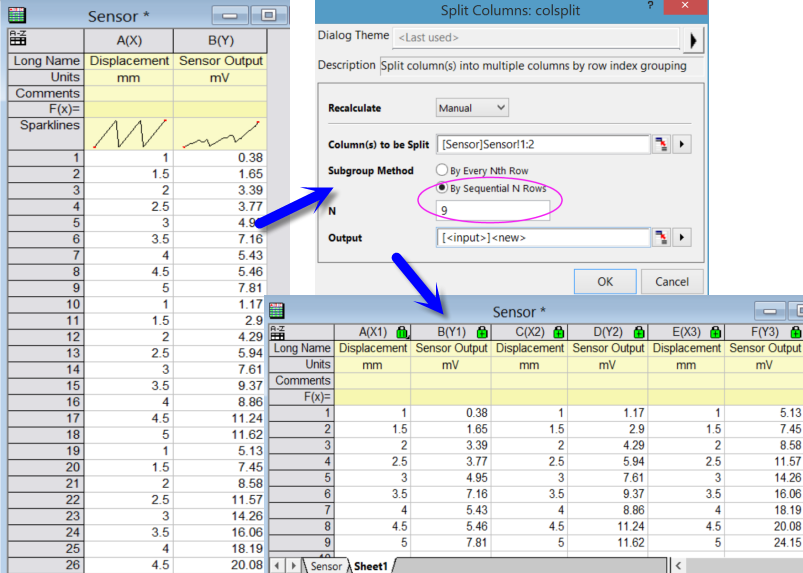 Sensor *
A(X) B(Y)
Long Name Displacement Sensor Output
Units mm mV
Comments
F(x)=
Sparklines
1 1 0.38
2 1.5 1.65
3 2 3.39
4 2.5 3.77
5 3
6 3.5 7.16
7 4 5.43
8 4.5 5.46
9 5 7.81
10 1 1.17
11 1.5 2.9
12 2 4.29
13 2.5 5.94
14 3 7.61
15 3.5 9.37
16 4 8.86
17 4.5 11.24
18 5 11.62
19 1 5.13
20 1.5 7.45
21 2 8.58
22 2.5 11.57
23 3 14.26
24 3.5 16.06
25 4 18.19
26 4.5 20.08
Split Columns: colsplit ? ×
Dialog Theme <Last used>
Description Split column(s) into multiple columns by row index grouping
Recalculate Manual
Column(s) to be Split [Sensor]Sensor!1:2
Subgroup Method By Every Nth Row
By Sequential N Rows
N 9
Output [<input>]<new>
OK Cancel
Sensor *
A(X1) B(Y1) C(X2) D(Y2) E(X3) F(Y3)
Long Name Displacement Sensor Output Displacement Sensor Output Displacement Sensor Output
Units mm mV mm mV mm mV
Comments
F(x)=
1 1 0.38 1 1.17 1 5.13
2 1.5 1.65 1.5 2.9 1.5 7.45
3 2 3.39 2 4.29 2 8.58
4 2.5 3.77 2.5 5.94 2.5 11.57
5 3 4.95 3 7.61 3 14.26
6 3.5 7.16 3.5 9.37 3.5 16.06
7 4 5.43 4 8.86 4 18.19
8 4.5 5.46 4.5 11.24 4.5 20.08
9 5 7.81 5 11.62 5 24.15
Sensor Sheet1